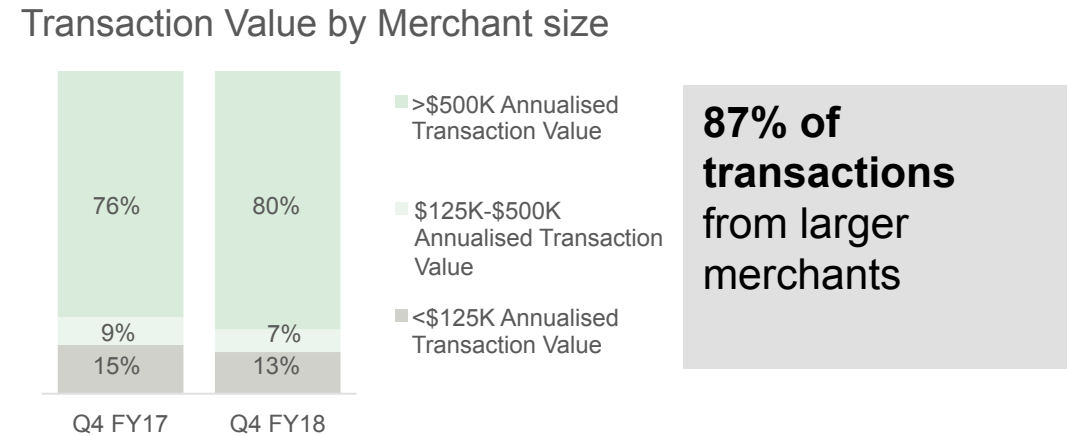 Transaction Value by Merchant size
76%
80%
9%
7%
15%
13%
Q4 FY17
Q4 FY18
>$500K Annualised
Transaction Value
$125K-$500K
Annualised Transaction
Value
<$125K Annualised
Transaction Value
87% of
transactions
from larger
merchants